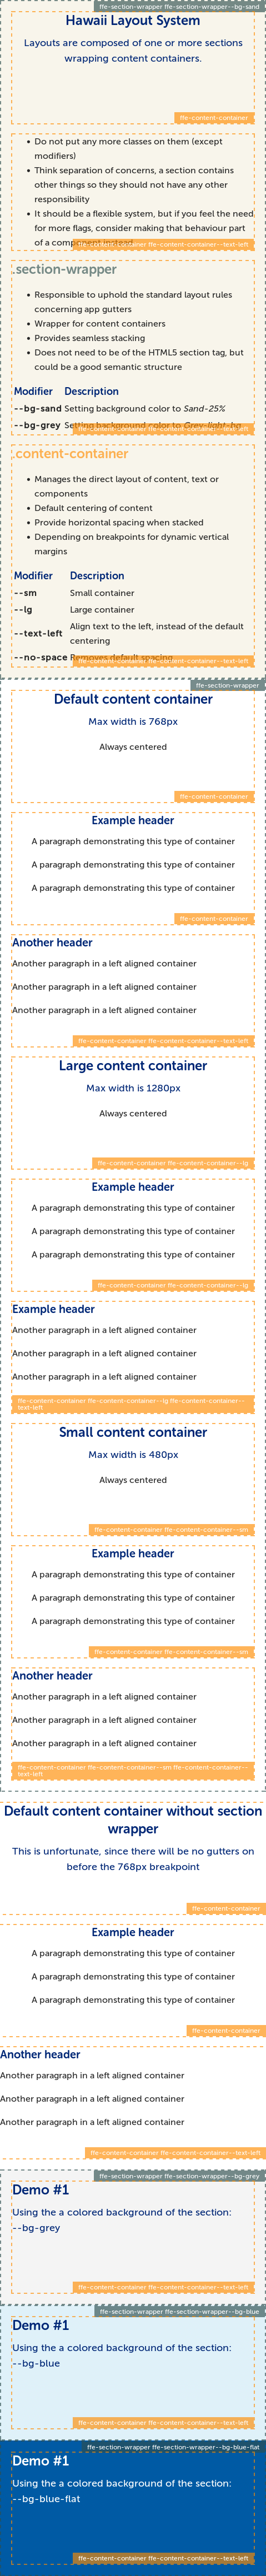 ffe-section-wrapper ffe-section-wrapper--bg-sand
Hawaii Layout System
Layouts are composed of one or more sections
wrapping content containers.
ffe-content-container
Do not put any more classes on them (except
modifiers)
Think separation of concerns, a section contains
other things so they should not have any other
responsibility
It should be a flexible system, but if you feel the need
for more flags, consider making that behaviour part
of a component instead
ffe-content-container ffe-content-container--text-left
.section-wrapper
Responsible to uphold the standard layout rules
concerning app gutters
Wrapper for content containers
Provides seamless stacking
Does not need to be the HTML5 section tag, but
could be a good semantic structure
Modifier Description
--bg-sand Setting background color to Sand-25%
--bg-grey Setting background color to Grey-light-bg
ffe-content-container ffe-content-container--text-left
.content-container
Manages the direct layout of content, text or
components
Default centering of content
Provide horizontal spacing when stacked
Depending on breakpoints for dynamic vertical
margins
Modifier Description
--sm Small container
--lg Large container
--text-left Align text to the left, instead of the default
centering
--no-space Removes default spacing
ffe-content-container ffe-content-container--text-left
ffe-section-wrapper
Default content container
Max width is 768px
Always centered
ffe-content-container
Example header
A paragraph demonstrating this type of container
A paragraph demonstrating this type of container
A paragraph demonstrating this type of container
ffe-content-container
Another header
Another paragraph in a left aligned container
Another paragraph in a left aligned container
Another paragraph in a left aligned container
ffe-content-container ffe-content-container--text-left
Large content container
Max width is 1280px
Always centered
ffe-content-container ffe-content-container--lg
Example header
A paragraph demonstrating this type of container
A paragraph demonstrating this type of container
A paragraph demonstrating this type of container
ffe-content-container ffe-content-container--lg
Example header
Another paragraph in a left aligned container
Another paragraph in a left aligned container
Another paragraph in a left aligned container
ffe-content-container ffe-content-container--lg ffe-content-container--
text-left
Small content container
Max width is 480px
Always centered
ffe-content-container ffe-content-container--sm
Example header
A paragraph demonstrating this type of container
A paragraph demonstrating this type of container
A paragraph demonstrating this type of container
ffe-content-container ffe-content-container--sm
Another header
Another paragraph in a left aligned container
Another paragraph in a left aligned container
Another paragraph in a left aligned container
ffe-content-container ffe-content-container--sm ffe-content-container--
text-left
Default content container without section
wrapper
This is unfortunate, since there will be no gutters on
before the 768px breakpoint
ffe-content-container
Example header
A paragraph demonstrating this type of container
A paragraph demonstrating this type of container
A paragraph demonstrating this type of container
ffe-content-container
Another header
Another paragraph in a left aligned container
Another paragraph in a left aligned container
Another paragraph in a left aligned container
ffe-content-container ffe-content-container--text-left
ffe-section-wrapper ffe-section-wrapper--bg-grey
Demo #1
Using the a colored background of the section:
--bg-grey
ffe-content-container ffe-content-container--text-left
ffe-section-wrapper ffe-section-wrapper--bg-blue
Demo #1
Using the a colored background of the section:
--bg-blue
ffe-content-container ffe-content-container--text-left
ffe-section-wrapper ffe-section-wrapper--bg-blue-flat
Demo #1
Using the a colored background of the section:
--bg-blue-flat
ffe-content-container ffe-content-container--text-left